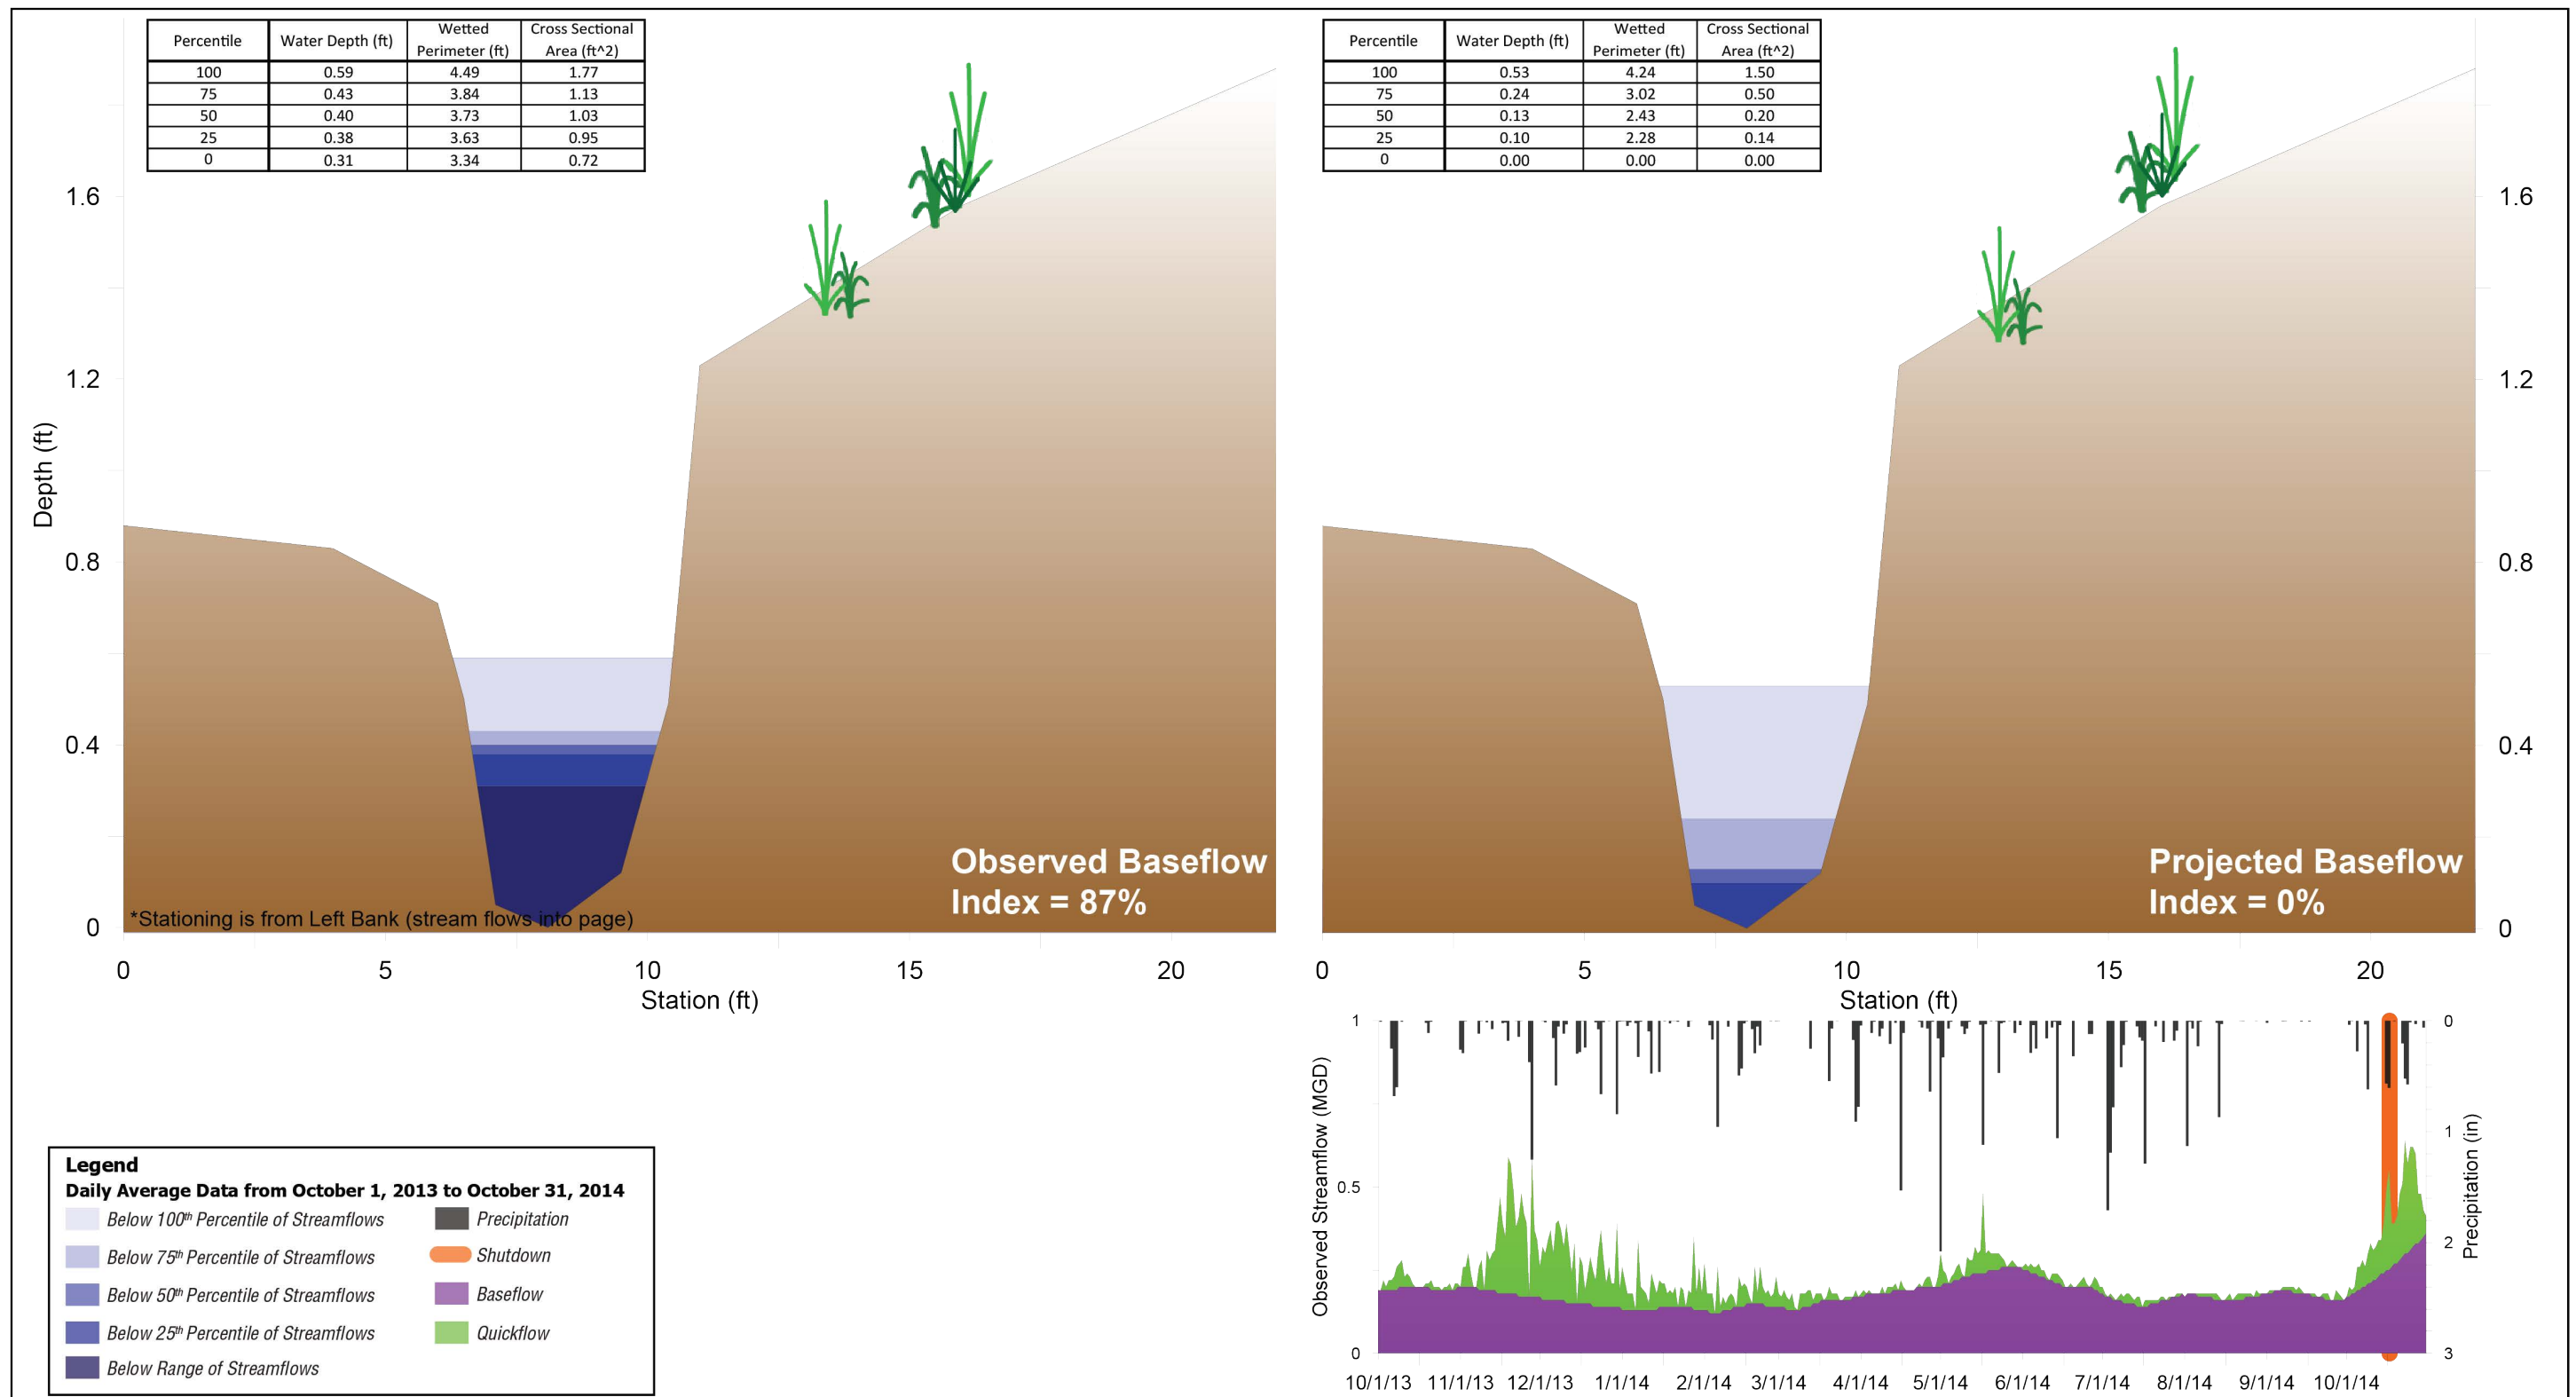 Percentile Water Depth (ft) Wetted Perimeter (ft) Cross Sectional Area (ft^2)
100 0.59 4.49 1.77
75 0.43 3.84 1.13
50 0.40 3.73 1.03
25 0.38 3.63 0.95
0 0.31 3.34 0.72
Percentile Water Depth (ft) Wetted Perimeter (ft) Cross Sectional Area (ft^2)
100 0.53 4.24 1.50
75 0.24 3.02 0.50
50 0.13 2.43 0.20
25 0.10 2.28 0.14
0 0.00 0.00 0.00
Depth (ft)
1.6
1.2
0.8
0.4
0
Observed Baseflow
Index = 87%
*Stationing is from Left Bank (stream flows into page)
0 5 10 15 20
Station (ft)
1.6
1.2
0.8
0.4
0
Projected Baseflow
Index = 0%
0 5 10 15 20
Station (ft)
Legend
Daily Average Data from October 1, 2013 to October 31, 2014
Below 100th Percentile of Streamflows
Below 75th Percentile of Streamflows
Below 50th Percentile of Streamflows
Below 25th Percentile of Streamflows
Below Range of Streamflows
Precipitation
Shutdown
Baseflow
Quickflow
Observed Streamflow (MGD)
1
0.5
0
Precipitation (in)
0
1
2
3
10/1/13 11/1/13 12/1/13 1/1/14 2/1/14 3/1/14 4/1/14 5/1/14 6/1/14 7/1/14 8/1/14 9/1/14 10/1/14